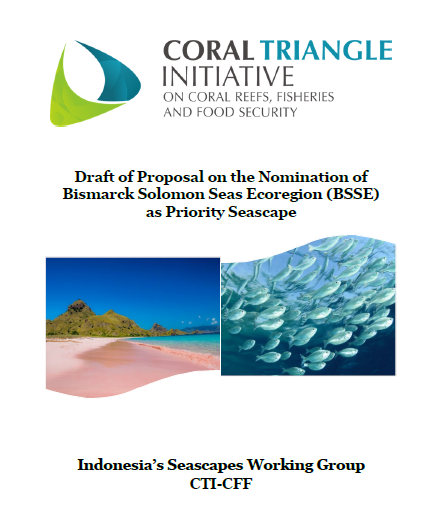 CORAL TRIANGLE
INITIATIVE
ON CORAL REEFS, FISHERIES
AND FOOD SECURITY
Draft of Proposal on the Nomination of
Bismarck Solomon Seas Ecoregion (BSSE)
as Priority Seascape
Indonesia's Seascapes Working Group
CTI-CFF